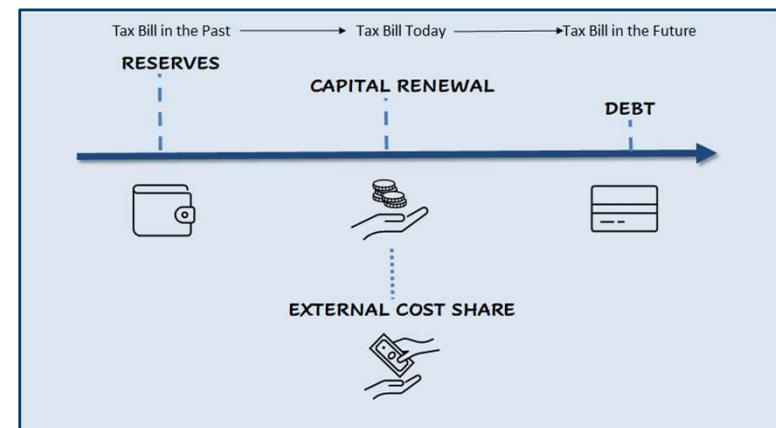 Tax Bill in the Past Tax Bill Today Tax Bill in the Future
RESERVES
CAPITAL RENEWAL
DEBT
EXTERNAL COST SHARE